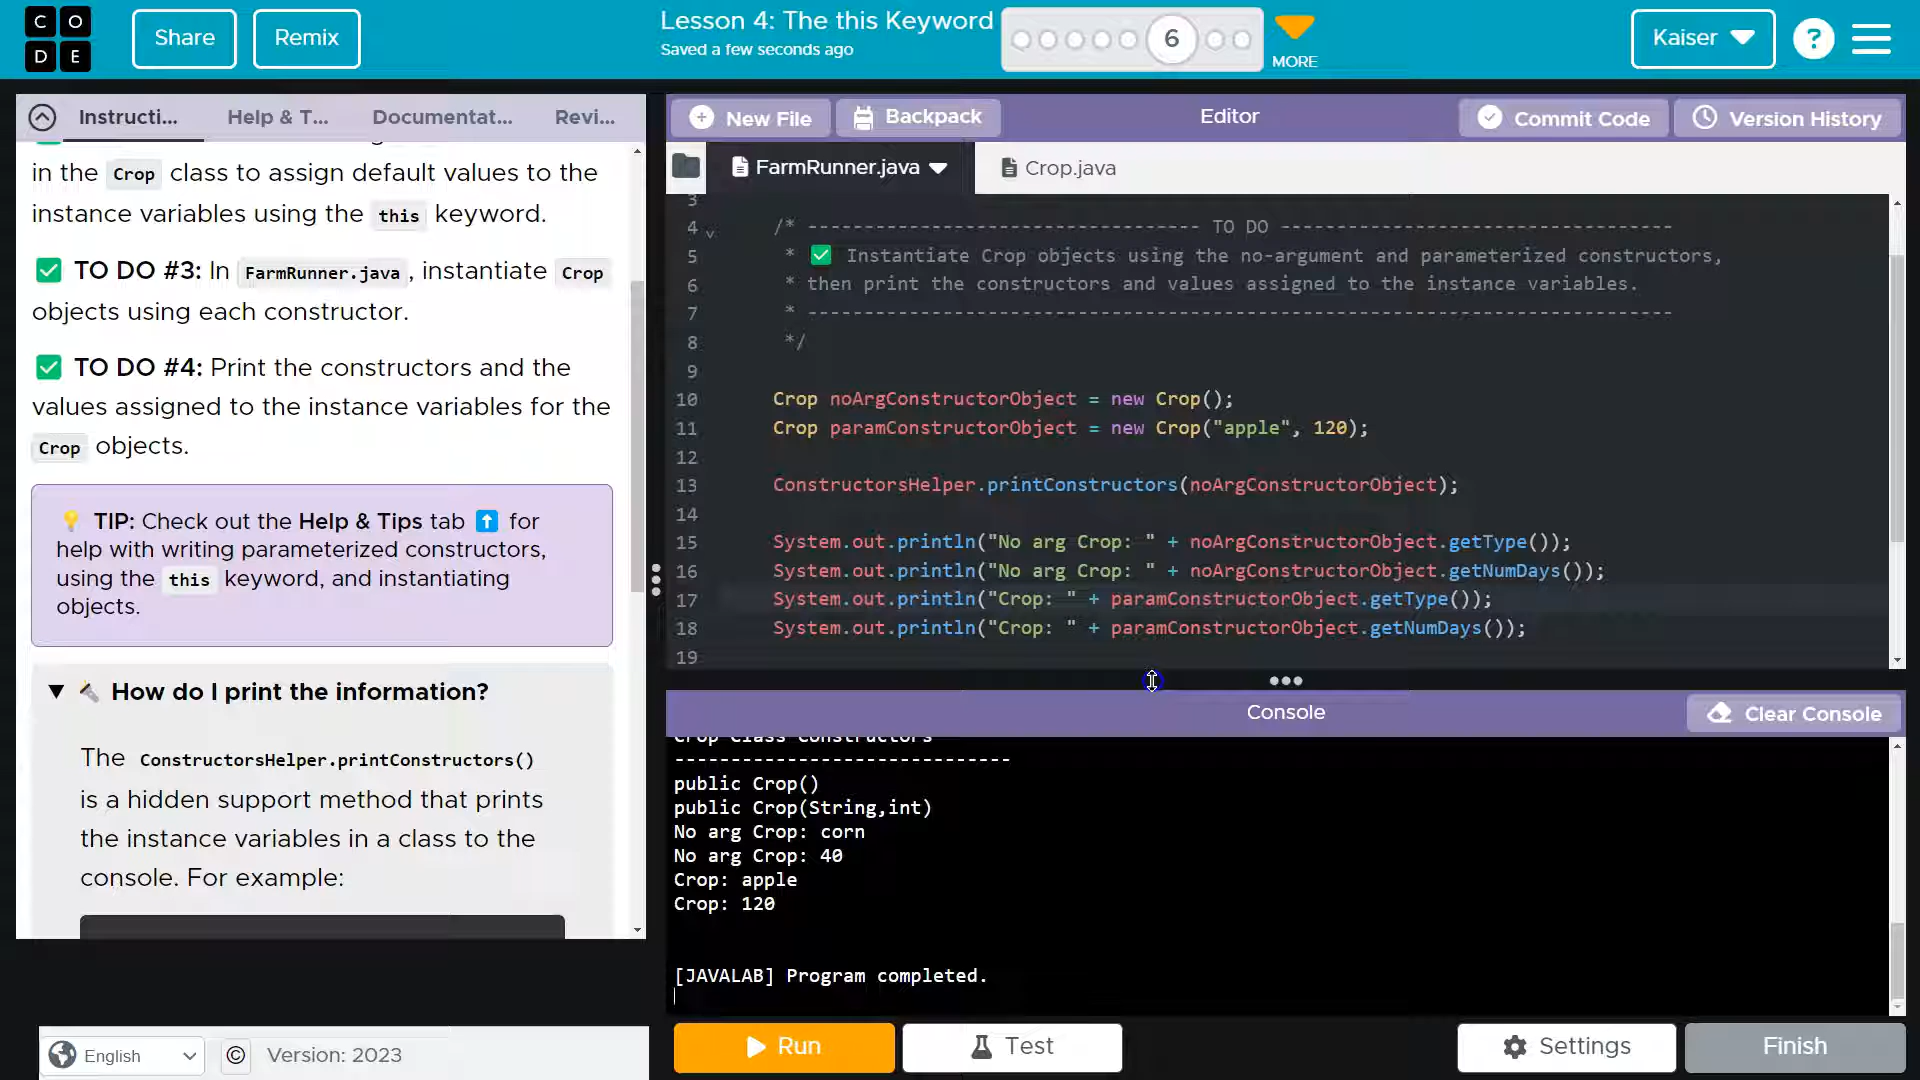 C O D E
Share
Remix
Lesson 4: The this Keyword
Saved a few seconds ago
6
MORE
Kaiser
?
Instructi...
Help & T...
Documentat...
Revi...
in the Crop class to assign default values to the
instance variables using the this keyword.
TO DO #3: In FarmRunner.java, instantiate Crop
objects using each constructor.
TO DO #4: Print the constructors and the
values assigned to the instance variables for the
Crop objects.
TIP: Check out the Help & Tips tab for
help with writing parameterized constructors,
using the this keyword, and instantiating
objects.
How do I print the information?
The ConstructorsHelper.printConstructors()
is a hidden support method that prints
the instance variables in a class to the
console. For example:
English
© Version: 2023
New File
Backpack
Editor
Commit Code
Version History
FarmRunner.java
Crop.java
3
4 /* ----------------------------------- TO DO -----------------------------------
5 * ✅ Instantiate Crop objects using the no-argument and parameterized constructors,
6 * then print the constructors and values assigned to the instance variables.
7 * -----------------------------------------------------------------------------
8 */
9
10 Crop noArgConstructorObject = new Crop();
11 Crop paramConstructorObject = new Crop("apple", 120);
12
13 ConstructorsHelper.printConstructors(noArgConstructorObject);
14
15 System.out.println("No arg Crop: " + noArgConstructorObject.getType());
16 System.out.println("No arg Crop: " + noArgConstructorObject.getNumDays());
17 System.out.println("Crop: " + paramConstructorObject.getType());
18 System.out.println("Crop: " + paramConstructorObject.getNumDays());
19
Console
Clear Console
Crop Class Constructors
------------------------------
public Crop()
public Crop(String,int)
No arg Crop: corn
No arg Crop: 40
Crop: apple
Crop: 120
[JAVALAB] Program completed.
Run
Test
Settings
Finish